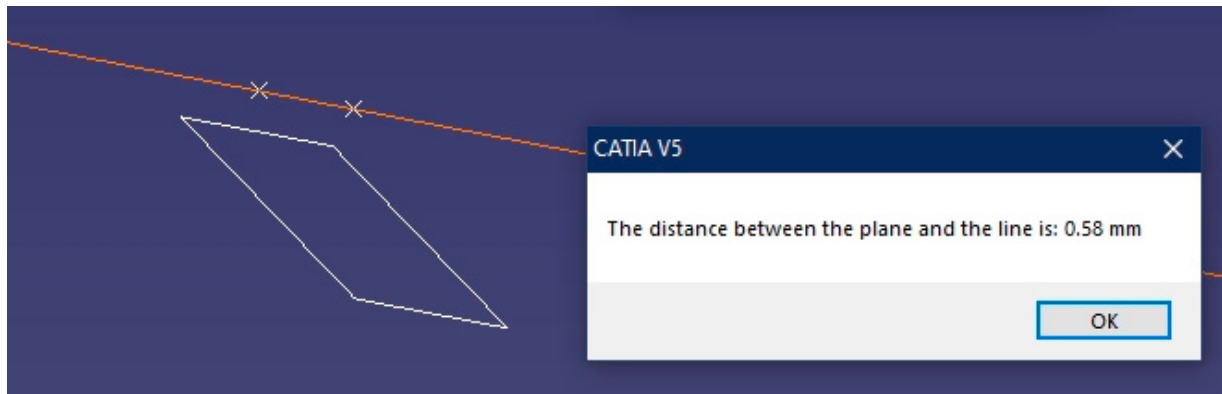 CATIA V5
The distance between the plane and the line is: 0.58 mm
OK